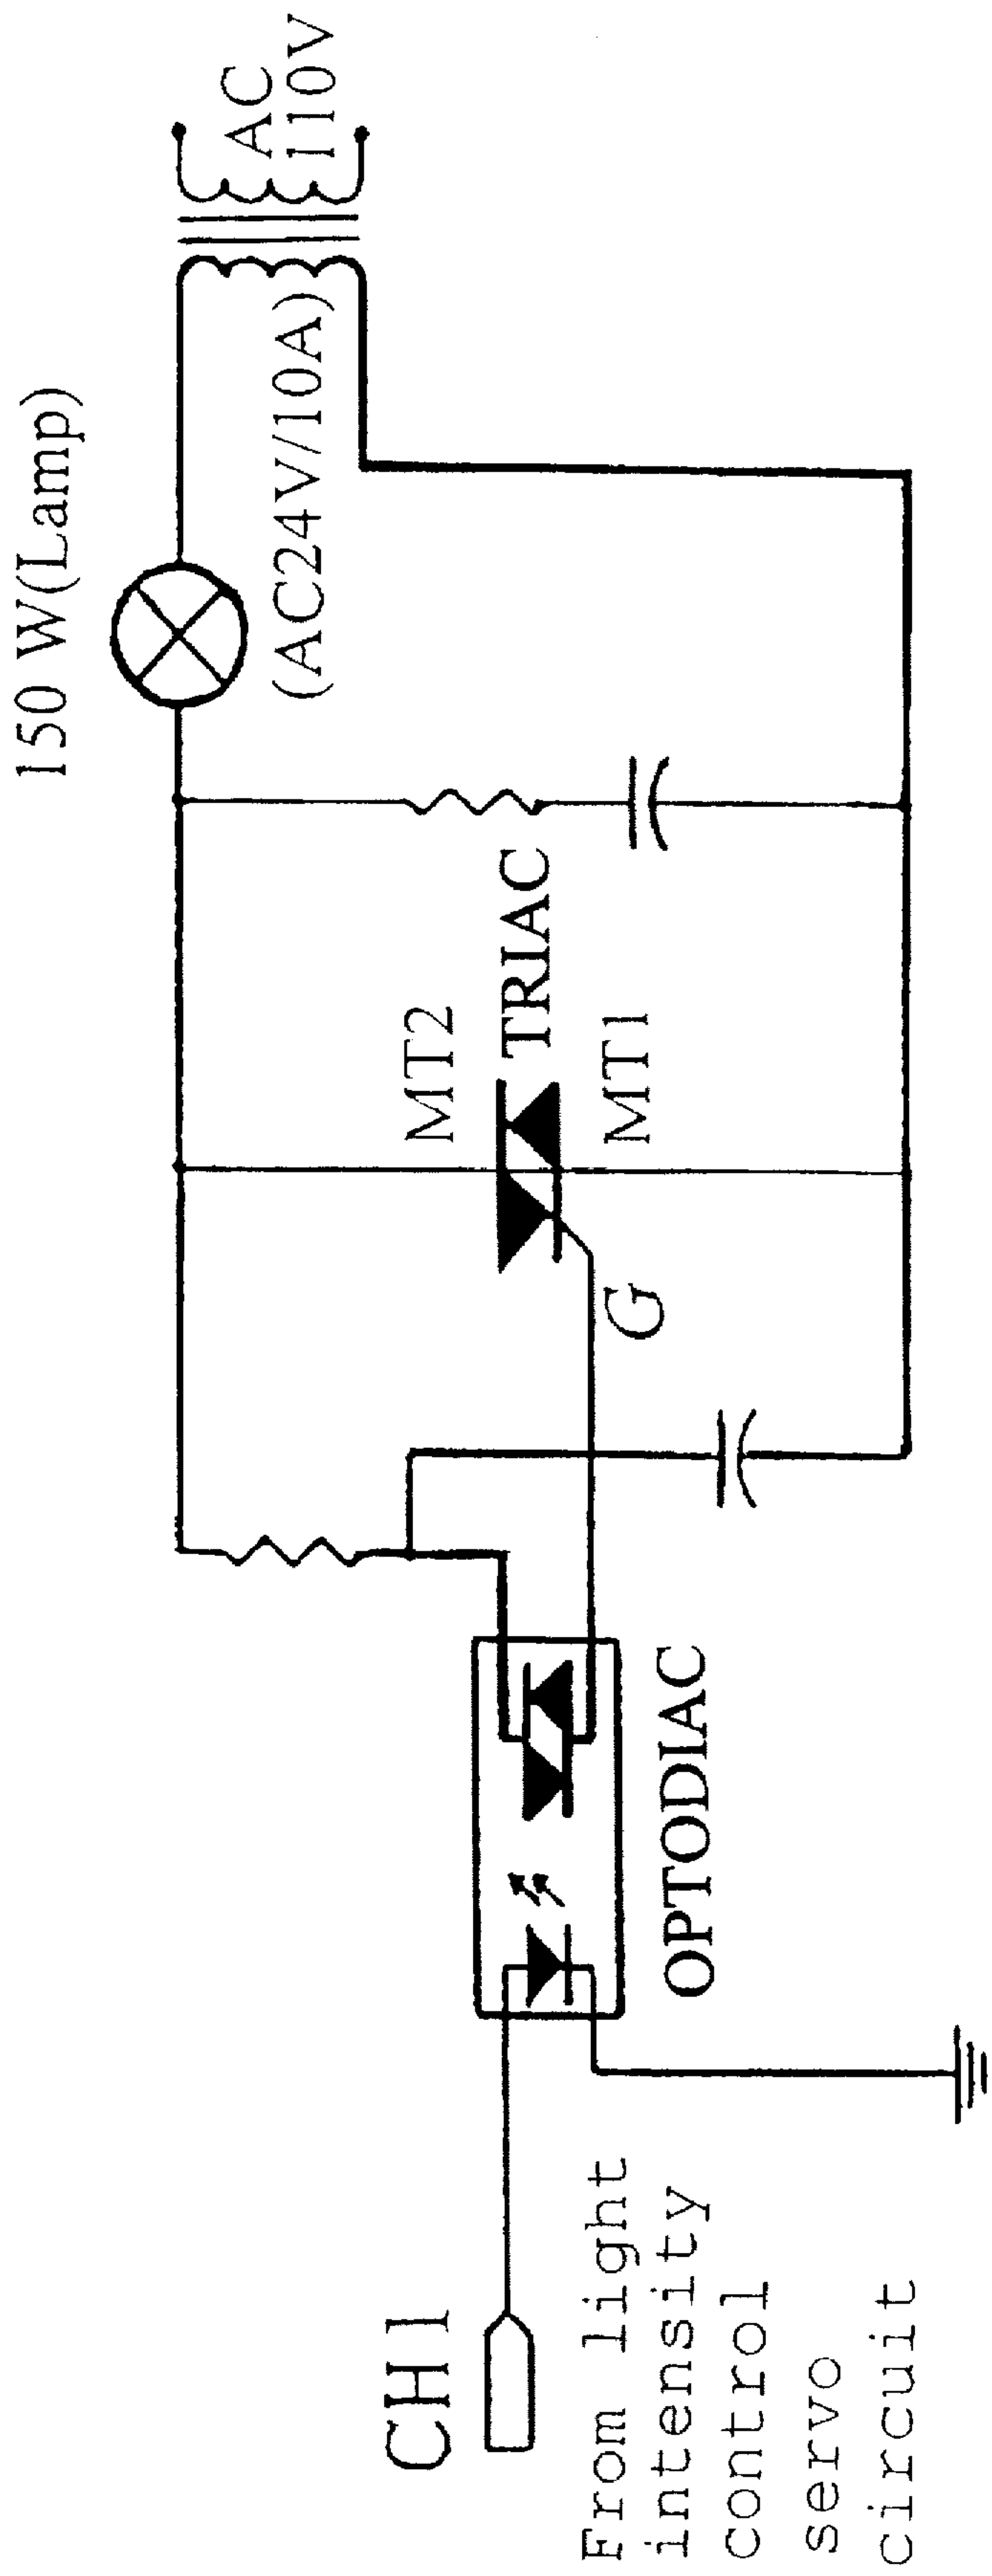 CH1
From light
intensity
control
servo
circuit
OPTODIAC
G
MT2
TRIAC
MT1
150 W(Lamp)
(AC24V/10A)
AC
110V